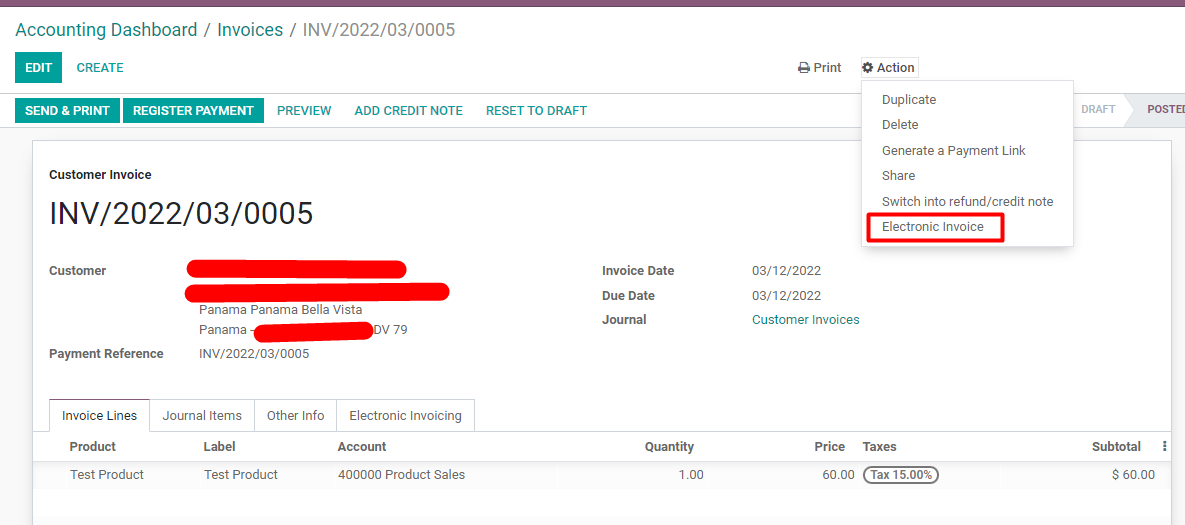 Accounting Dashboard / Invoices / INV/2022/03/0005
EDIT CREATE Print Action
SEND & PRINT REGISTER PAYMENT PREVIEW ADD CREDIT NOTE RESET TO DRAFT DRAFT POSTED
Duplicate
Delete
Generate a Payment Link
Share
Switch into refund/credit note
Electronic Invoice
Customer Invoice
INV/2022/03/0005
Customer
Panama Panama Bella Vista
Panama - DV 79
Payment Reference INV/2022/03/0005
Invoice Date 03/12/2022
Due Date 03/12/2022
Journal Customer Invoices
Invoice Lines Journal Items Other Info Electronic Invoicing
Product Label Account Quantity Price Taxes Subtotal
Test Product Test Product 400000 Product Sales 1.00 60.00 Tax 15.00% $ 60.00